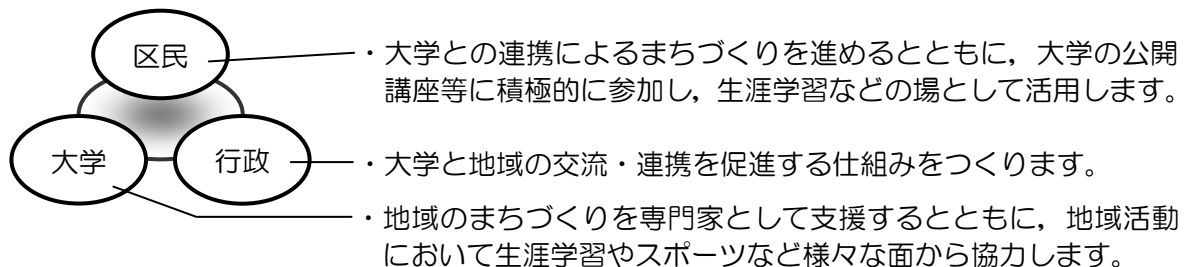 区民
・大学との連携によるまちづくりを進めるとともに，大学の公開
講座等に積極的に参加し，生涯学習などの場として活用します。
大学
行政
・大学と地域の交流・連携を促進する仕組みをつくります。
・地域のまちづくりを専門家として支援するとともに，地域活動
において生涯学習やスポーツなど様々な面から協力します。